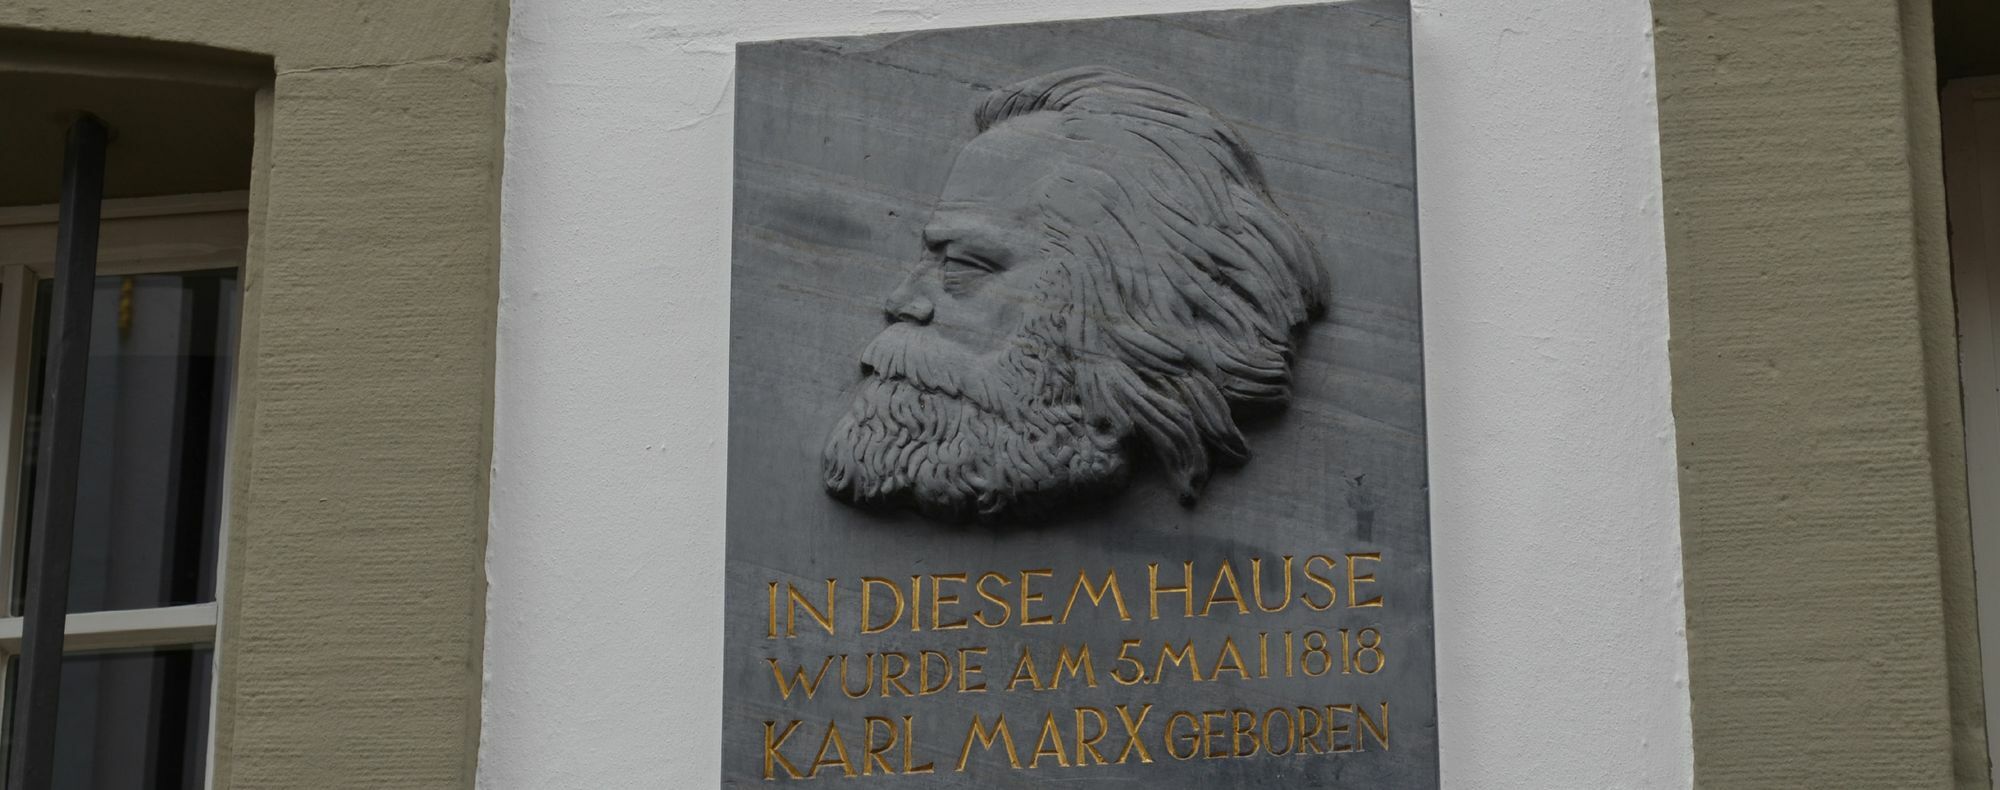 IN DIESEM HAUSE
WURDE AM 5. MAI 1818
KARL MARX GEBOREN